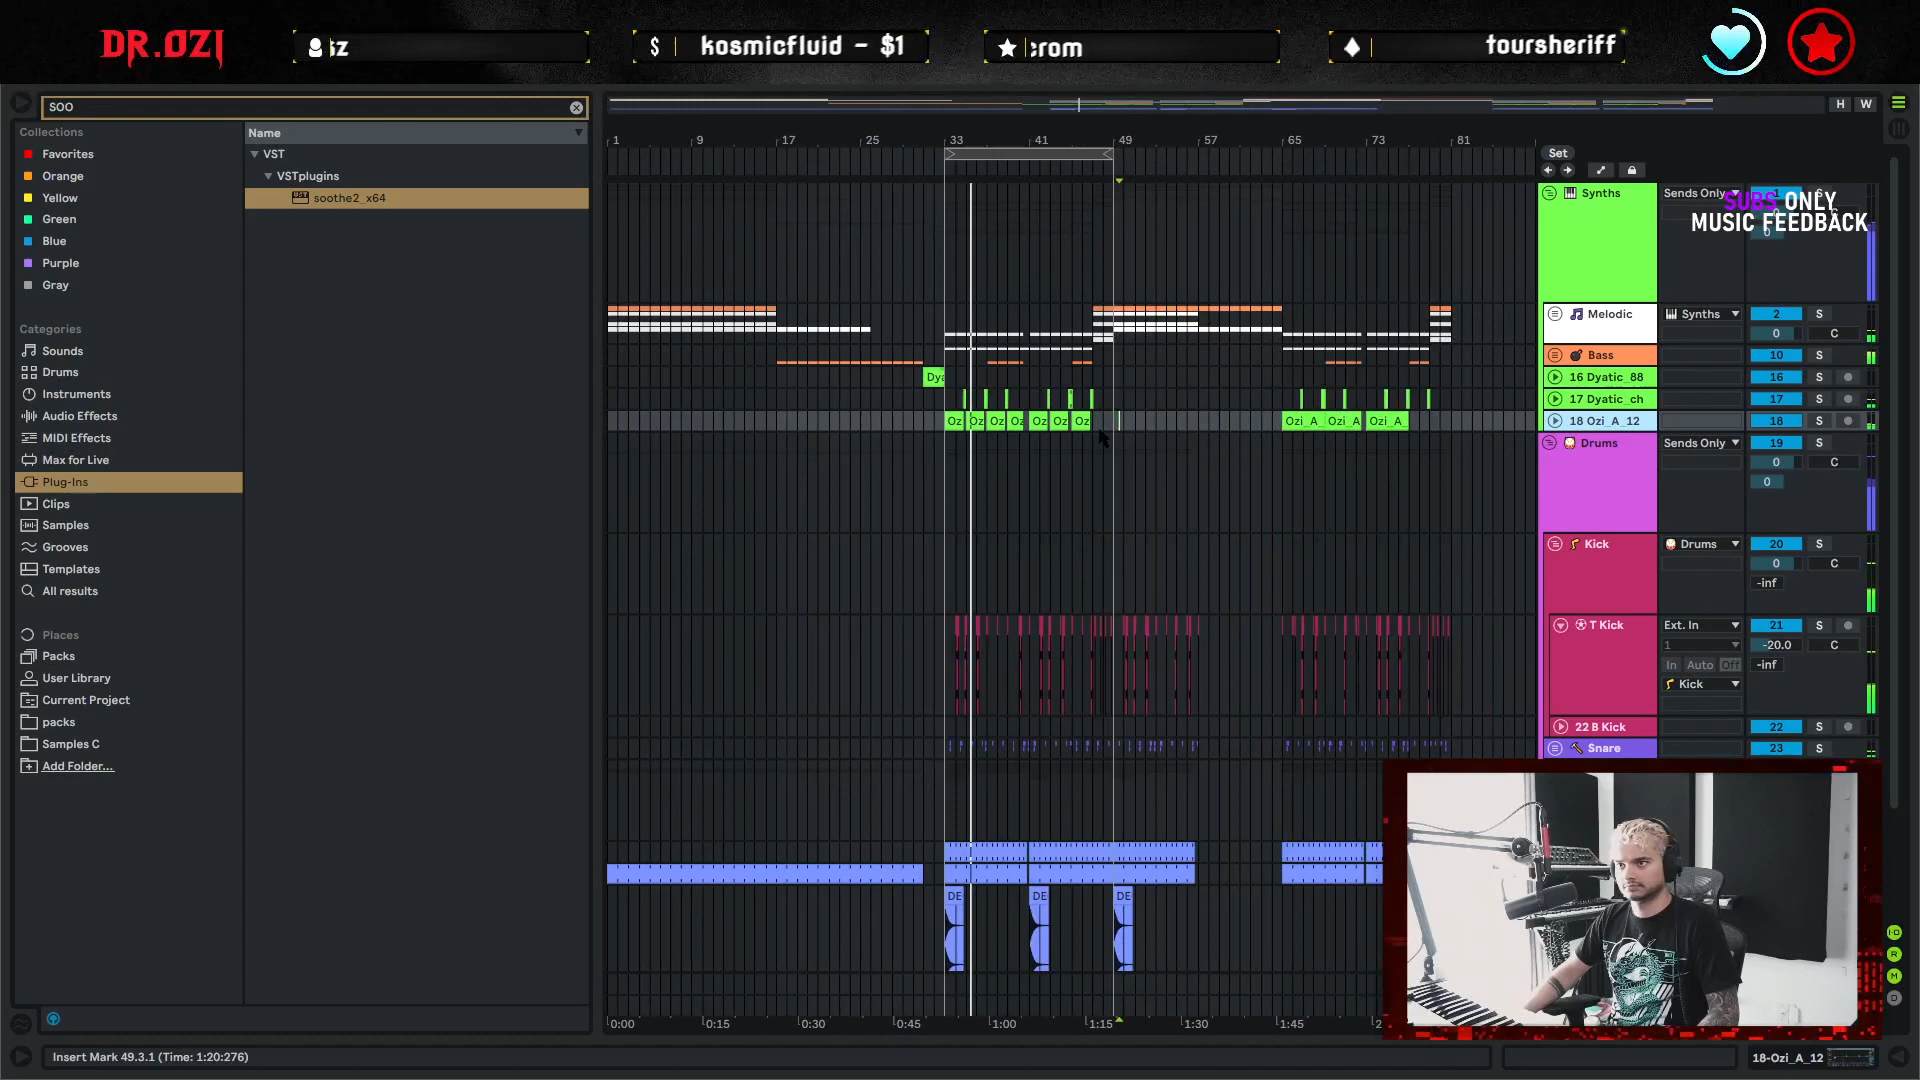 DR.OZI
z
$
kosmicfluid - $1
crom
toursheriff
SOO
H
W
Collections
Favorites
Orange
Yellow
Green
Blue
Purple
Gray
Categories
Sounds
Drums
Instruments
Audio Effects
MIDI Effects
Max for Live
Plug-Ins
Clips
Samples
Grooves
Templates
All results
Places
Packs
User Library
Current Project
packs
Samples C
Add Folder...
Name
VST
VSTplugins
soothe2_x64
1 9 17 25 33 41 49 57 65 73 81
Set
Synths
Sends Only
SUBS ONLY
MUSIC FEEDBACK
0
Melodic
Synths
2
S
0
C
Bass
10
S
Dya
16 Dyatic_88
16
S
17 Dyatic_ch
17
S
Oz Oz Oz Oz Oz Oz Oz Ozi_A_ Ozi_A Ozi_A_
18 Ozi_A_12
18
S
Drums
Sends Only
19
S
0
C
0
Kick
Drums
20
S
0
C
-inf
T Kick
Ext. In
21
S
1
-20.0
C
In Auto Off
-inf
Kick
22 B Kick
22
S
Snare
23
S
DE DE DE
0:00 0:15 0:30 0:45 1:00 1:15 1:30 1:45
Insert Mark 49.3.1 (Time: 1:20:276)
18-Ozi_A_12